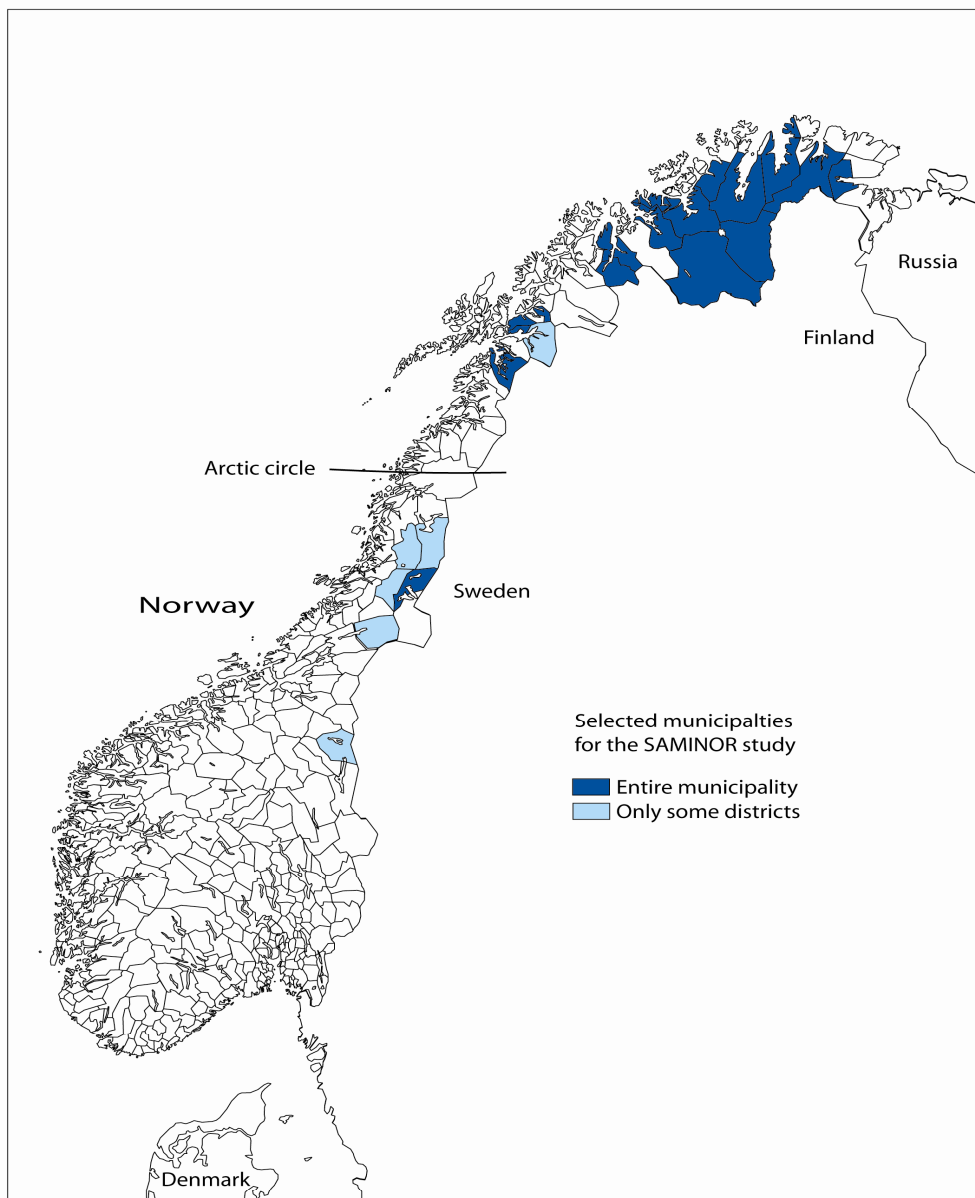 Russia
Finland
Arctic circle
Sweden
Norway
Selected municipalties
for the SAMINOR study
Entire municipality
Only some districts
Denmark